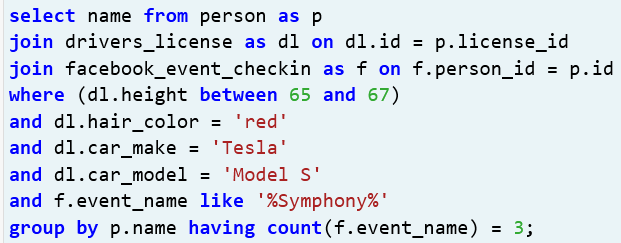 select name from person as p
join drivers_license as dl on dl.id = p.license_id
join facebook_event_checkin as f on f.person_id = p.id
where (dl.height between 65 and 67)
and dl.hair_color = 'red'
and dl.car_make = 'Tesla'
and dl.car_model = 'Model S'
and f.event_name like '%Symphony%'
group by p.name having count(f.event_name) = 3;